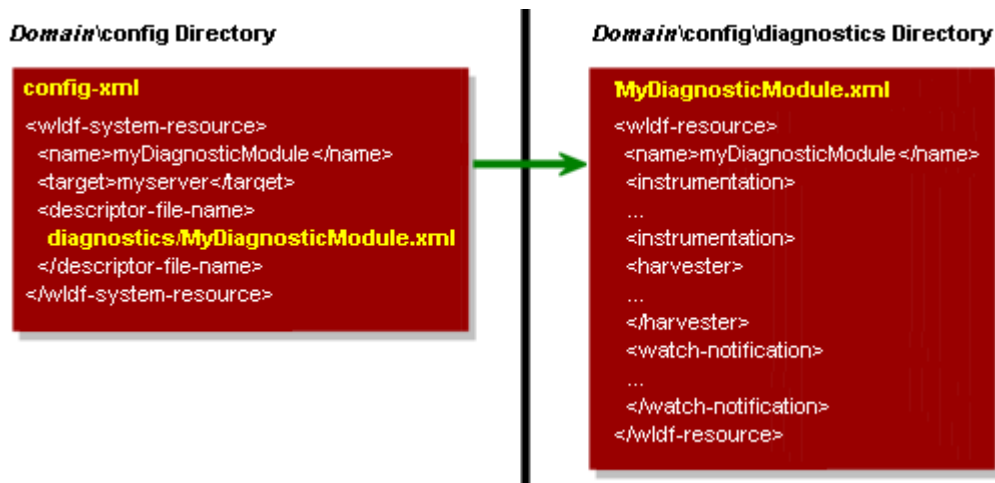 Domain\config Directory
config-xml
<wldf-system-resource>
<name>myDiagnosticModule</name>
<target>myserver</target>
<descriptor-file-name>
diagnostics/MyDiagnosticModule.xml
</descriptor-file-name>
</wldf-system-resource>
Domain\config\diagnostics Directory
MyDiagnosticModule.xml
<wldf-resource>
<name>myDiagnosticModule</name>
<instrumentation>
...
<instrumentation>
<harvester>
...
</harvester>
<watch-notification>
...
</watch-notification>
</wldf-resource>